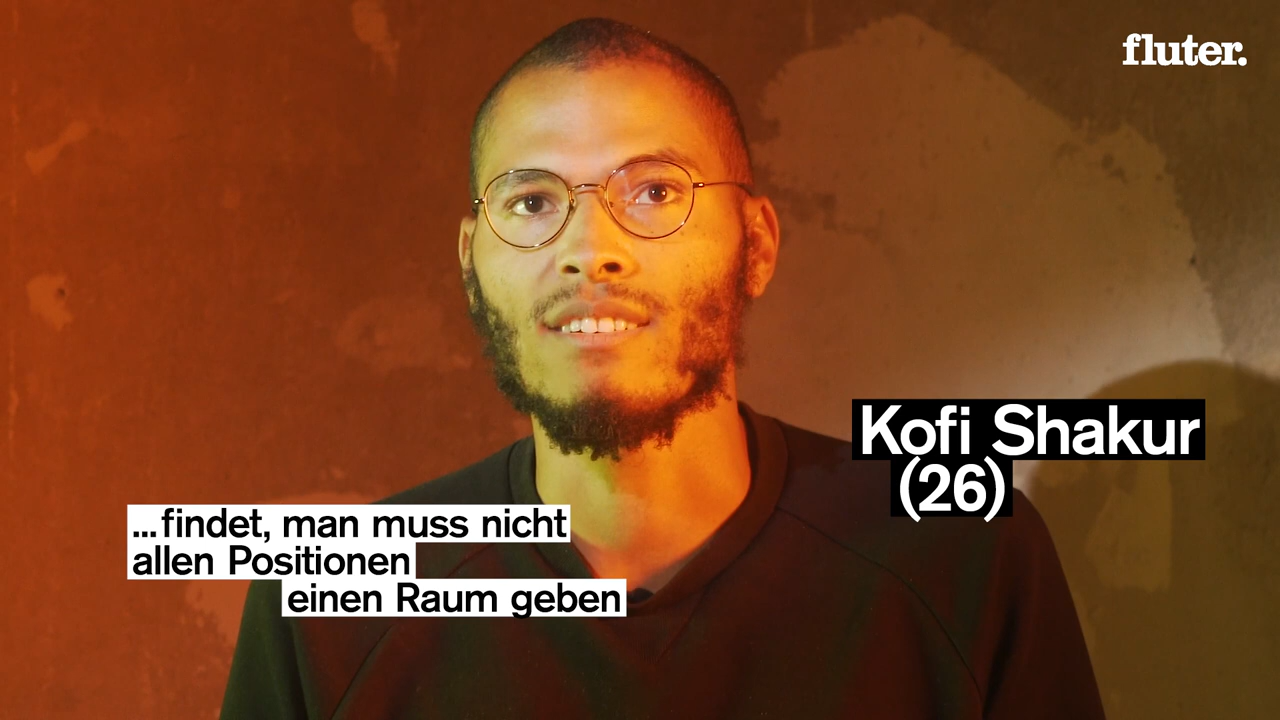 fluter.
Kofi Shakur
(26)
...findet, man muss nicht
allen Positionen
einen Raum geben